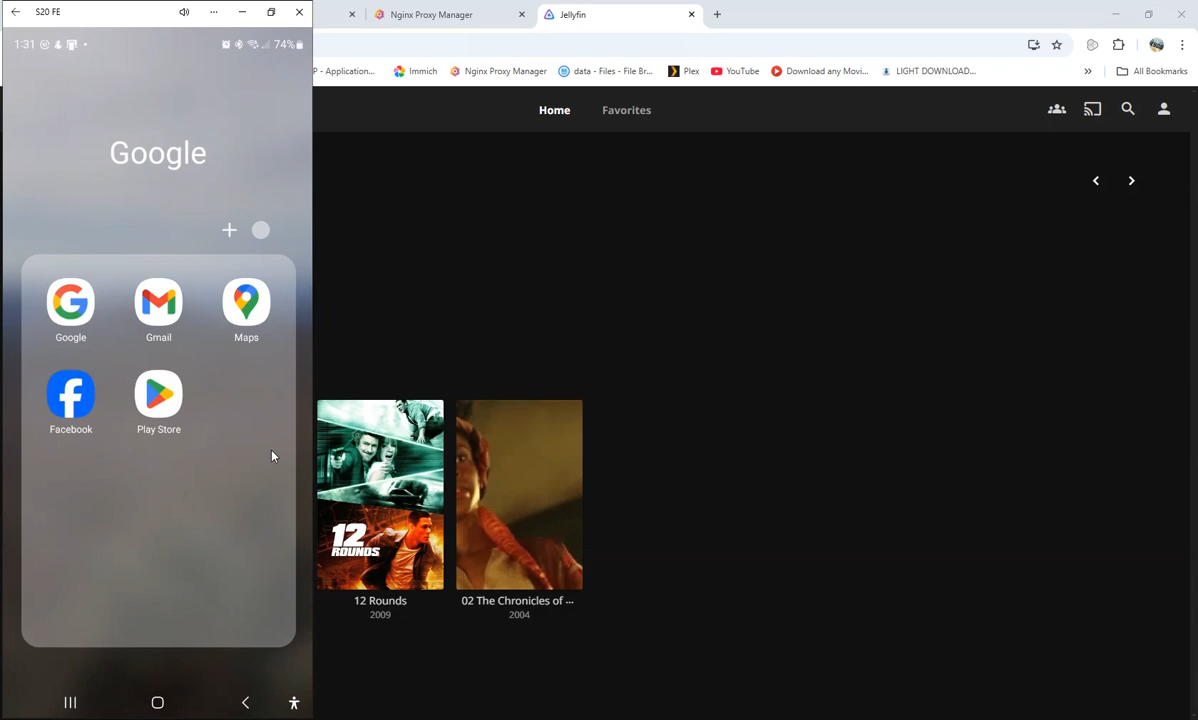 S20 FE
Nginx Proxy Manager
Jellyfin
1:31
74%
P - Application...
Immich
Nginx Proxy Manager
data - Files - File Br...
Plex
YouTube
Download any Movi...
LIGHT DOWNLOAD...
All Bookmarks
Home
Favorites
Google
Google
Gmail
Maps
Facebook
Play Store
12
ROUNDS
12 Rounds
2009
02 The Chronicles of ...
2004